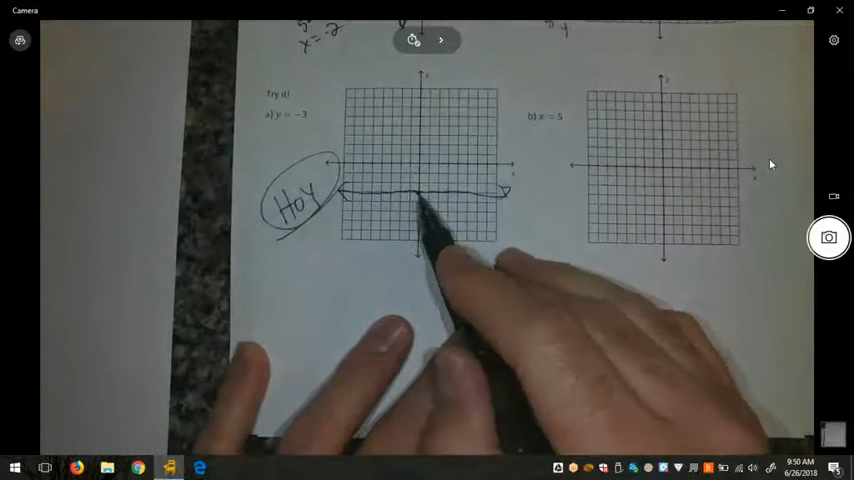 Camera
x=-2
y
Try it!
a) y = −3
b) x = 5
y
x
y
x
HOY
9:50 AM
6/26/2018